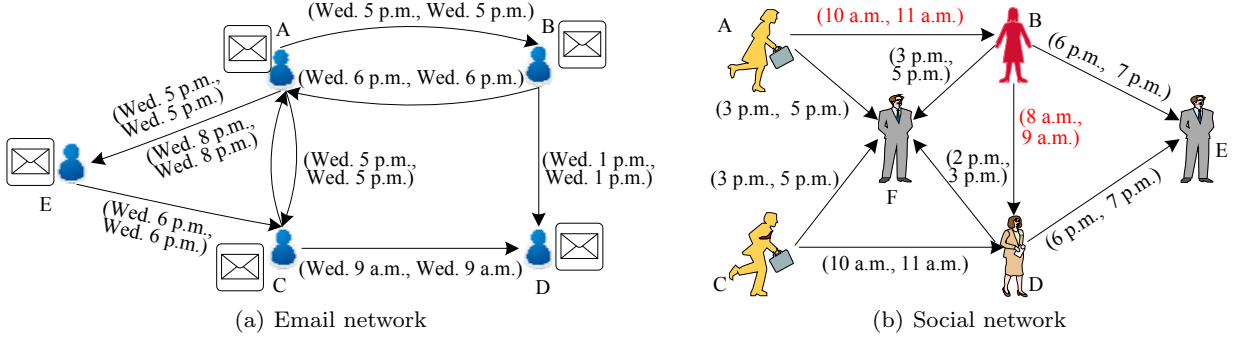 (Wed. 5 p.m., Wed. 5 p.m.)
A
B
(Wed. 6 p.m., Wed. 6 p.m.)
(Wed. 5 p.m.,
Wed. 5 p.m.)
(Wed. 8 p.m.,
Wed. 8 p.m.)
(Wed. 5 p.m.,
Wed. 5 p.m.)
(Wed. 1 p.m.,
Wed. 1 p.m.)
E
(Wed. 6 p.m.,
Wed. 6 p.m.)
(Wed. 9 a.m., Wed. 9 a.m.)
C
D
(a) Email network
(10 a.m., 11 a.m.)
A
B
(3 p.m.,
5 p.m.)
(6 p.m., 7 p.m.)
(3 p.m., 5 p.m.)
(8 a.m.,
9 a.m.)
E
(2 p.m.,
3 p.m.)
(3 p.m., 5 p.m.)
F
(6 p.m., 7 p.m.)
(10 a.m., 11 a.m.)
C
D
(b) Social network